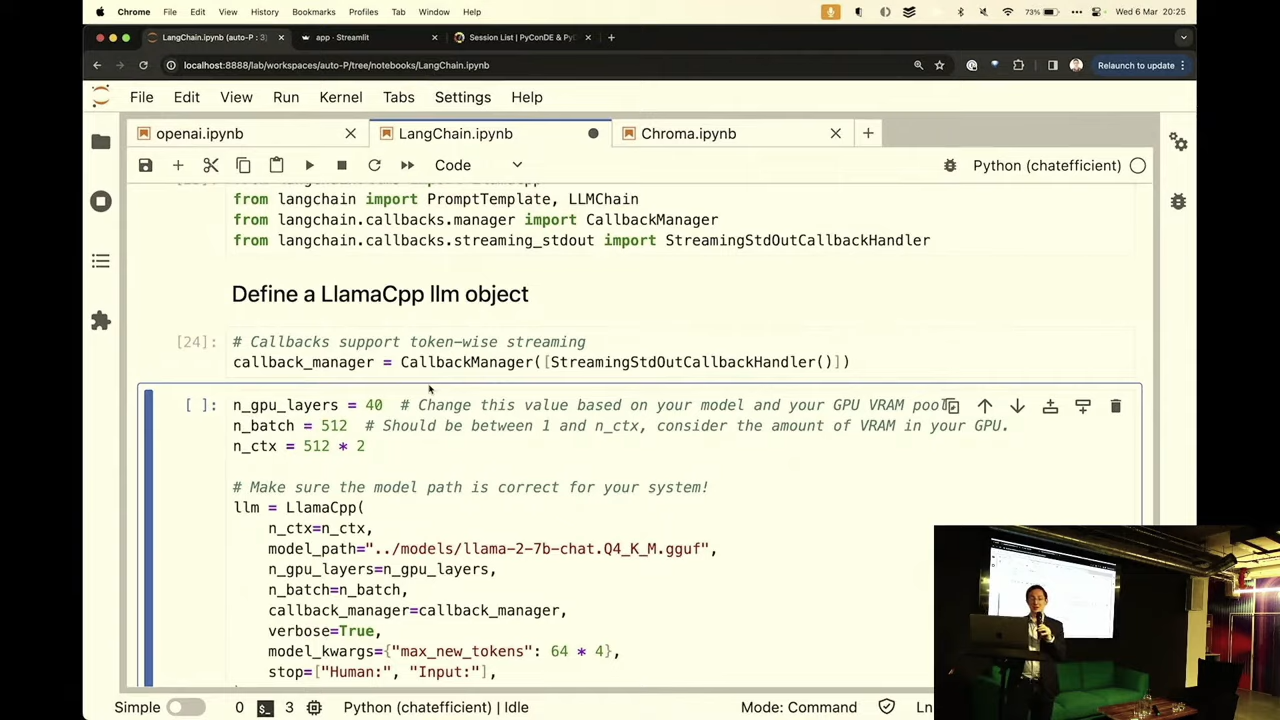 Chrome File Edit View History Bookmarks Profiles Tab Window Help 73% Wed 6 Mar 20:25
LangChain.ipynb (auto-P : 3) app · Streamlit Session List | PyConDE & Py
localhost:8888/lab/workspaces/auto-P/tree/notebooks/LangChain.ipynb Relaunch to update
File Edit View Run Kernel Tabs Settings Help
openai.ipynb LangChain.ipynb Chroma.ipynb
Code Python (chatefficient)
from langchain import PromptTemplate, LLMChain
from langchain.callbacks.manager import CallbackManager
from langchain.callbacks.streaming_stdout import StreamingStdOutCallbackHandler
Define a LlamaCpp llm object
[24]: # Callbacks support token-wise streaming
callback_manager = CallbackManager([StreamingStdOutCallbackHandler()])
[ ]: n_gpu_layers = 40 # Change this value based on your model and your GPU VRAM pool
n_batch = 512 # Should be between 1 and n_ctx, consider the amount of VRAM in your GPU.
n_ctx = 512 * 2
# Make sure the model path is correct for your system!
llm = LlamaCpp(
n_ctx=n_ctx,
model_path="../models/llama-2-7b-chat.Q4_K_M.gguf",
n_gpu_layers=n_gpu_layers,
n_batch=n_batch,
callback_manager=callback_manager,
verbose=True,
model_kwargs={"max_new_tokens": 64 * 4},
stop=["Human:", "Input:"],
Simple 0 3 Python (chatefficient) | Idle Mode: Command Ln